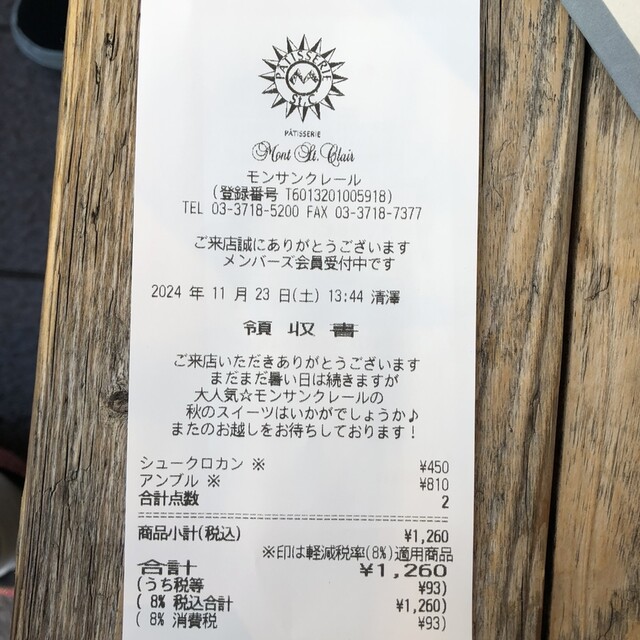 PATISSERIE
St.C.
PÂTISSERIE
Mont St. Clair
モンサンクレール
(登録番号 T6013201005918)
TEL 03-3718-5200 FAX 03-3718-7377
ご来店誠にありがとうございます
メンバーズ会員受付中です
2024 年 11 月 23 日(土) 13:44 清澤
領収書
ご来店いただきありがとうございます
まだまだ暑い日は続きますが
大人気☆モンサンクレールの
秋のスイーツはいかがでしょうか♪
またのお越しをお待ちしております!
シュークロカン ※ ¥450
アンブル ※ ¥810
合計点数 2
商品小計(税込) ¥1,260
※印は軽減税率(8%)適用商品
合計 ¥1,260
(うち税等 ¥93)
( 8% 税込合計 ¥1,260)
( 8% 消費税 ¥93)